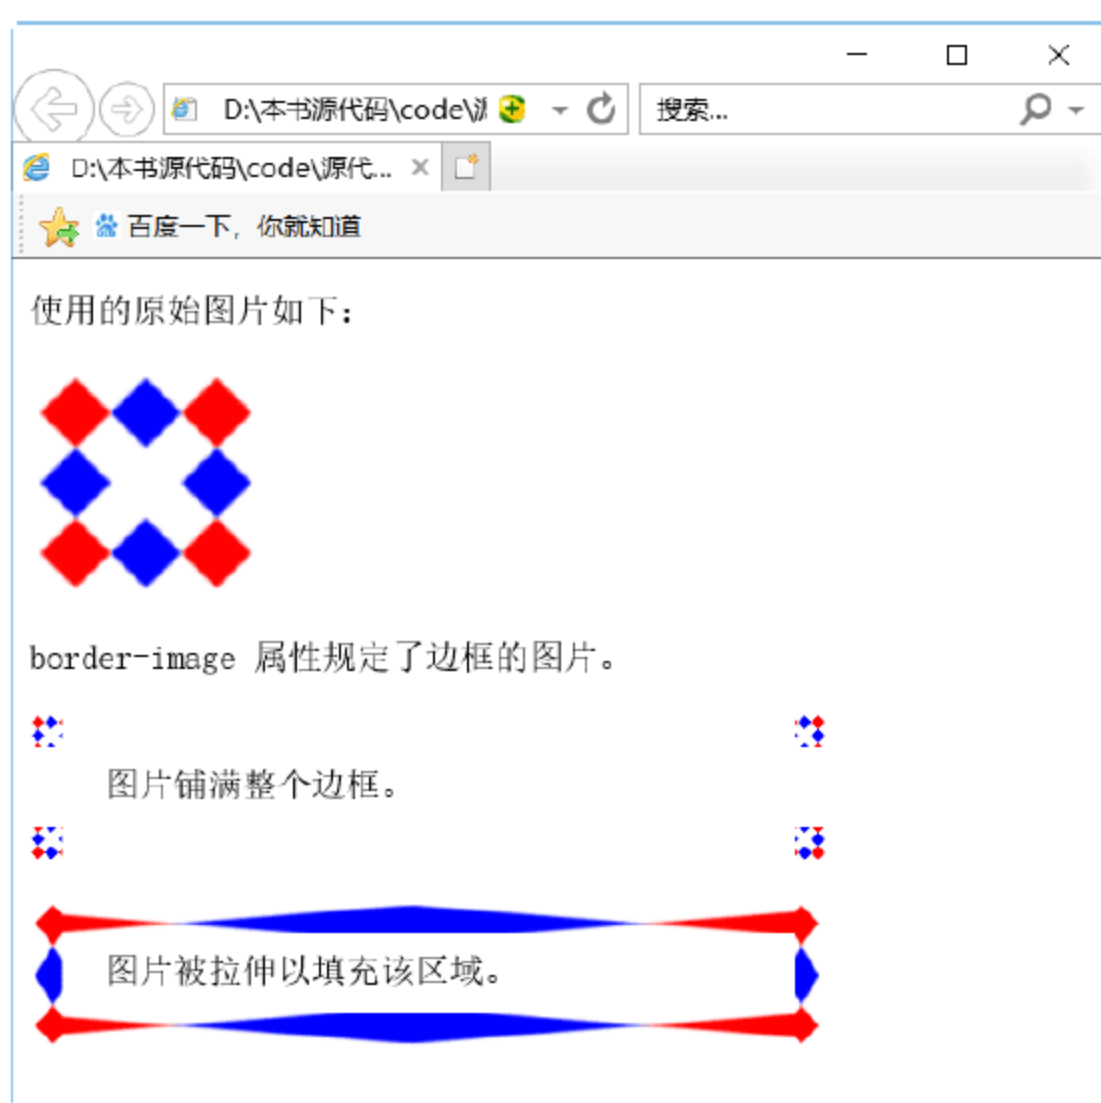 D:\本书源代码\code\
搜索...
D:\本书源代码\code\源代...
百度一下，你就知道
使用的原始图片如下：
border-image 属性规定了边框的图片。
图片铺满整个边框。
图片被拉伸以填充该区域。